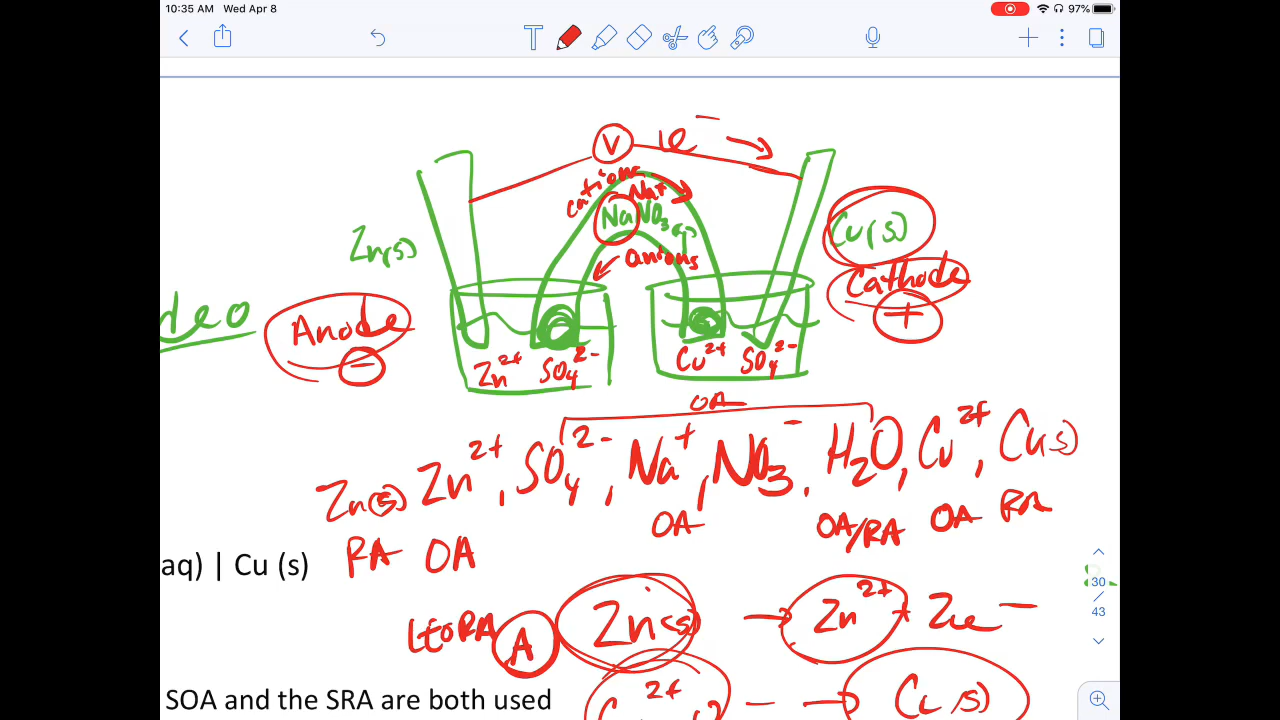 10:35 AM Wed Apr 8
97%
T
V e⁻
cations Na⁺
NaNO₃
anions
Zn(s)
Cu(s)
Cathode
+
deo
Anode
−
Zn²⁺ SO₄²⁻
Cu²⁺ SO₄²⁻
OA
Zn(s) Zn²⁺, SO₄²⁻, Na⁺, NO₃⁻, H₂O, Cu²⁺, Cu(s)
RA OA OA OA/RA OA RA
30
43
aq) | Cu (s)
LEORA A Zn(s) → Zn²⁺ + 2e⁻
SOA and the SRA are both used
2+ → Cu(s)